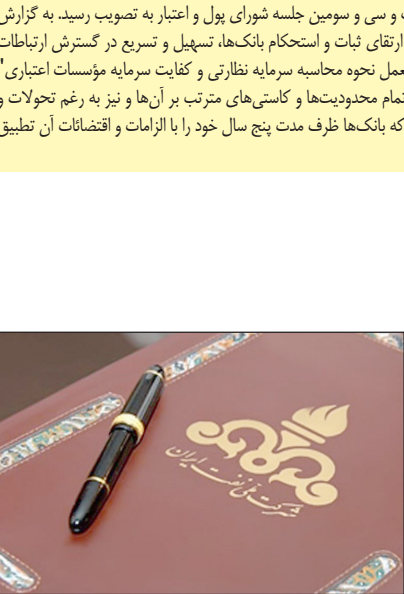 و سی و سومین جلسه شورای پول و اعتبار به تصویب رسید. به گزارش
ارتقای ثبات و استحکام بانک‌ها، تسهیل و تسریع در گسترش ارتباطات
عمل نحوه محاسبه سرمایه نظارتی و کفایت سرمایه مؤسسات اعتباری"
تمام محدودیت‌ها و کاستی‌های مترتب بر آن‌ها و نیز به رغم تحولات و
که بانک‌ها ظرف مدت پنج سال خود را با الزامات و اقتضائات آن تطبیق
شرکت ملی نفت ایران